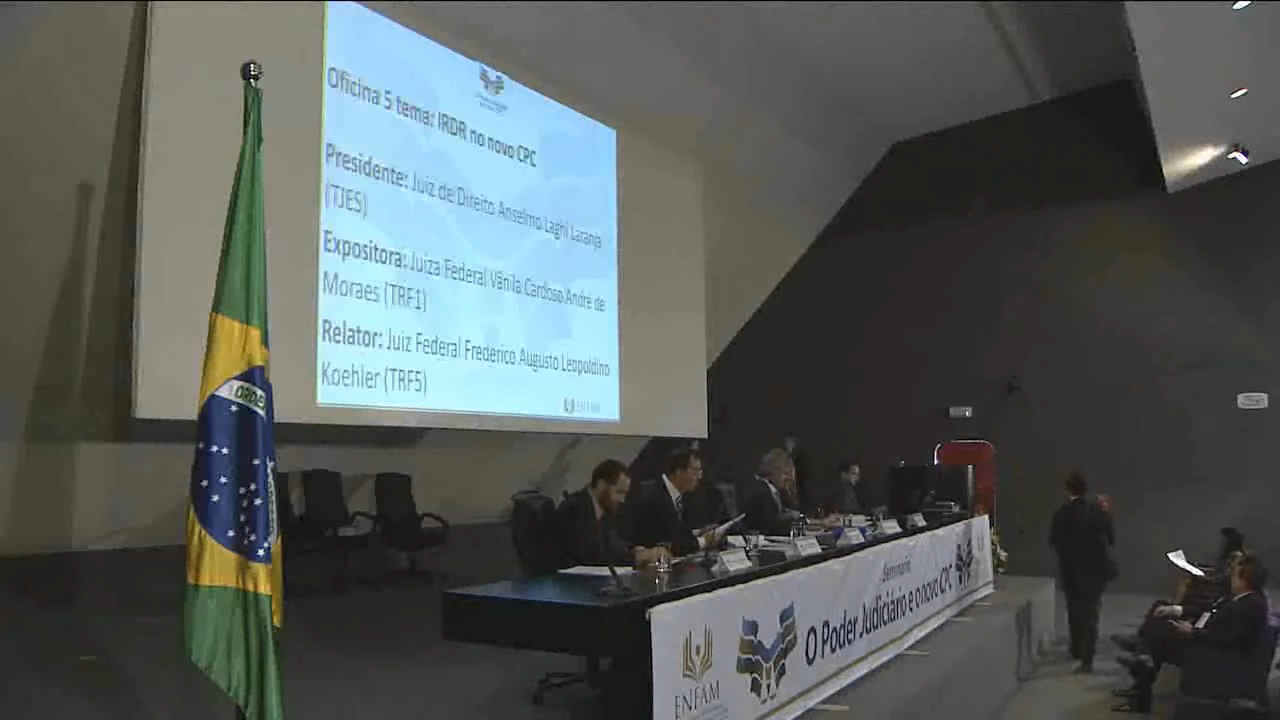 Oficina 5 tema: IRDR no novo CPC
Presidente: Juiz de Direito Anselmo Laghi Laranja
(TJES)
Expositora: Juíza Federal Vânila Cardoso André de
Moraes (TRF1)
Relator: Juiz Federal Frederico Augusto Leopoldino
Koehler (TRF5)
ENFAM
ORDE
Seminário
O Poder Judiciário e o novo CPC
ENFAM